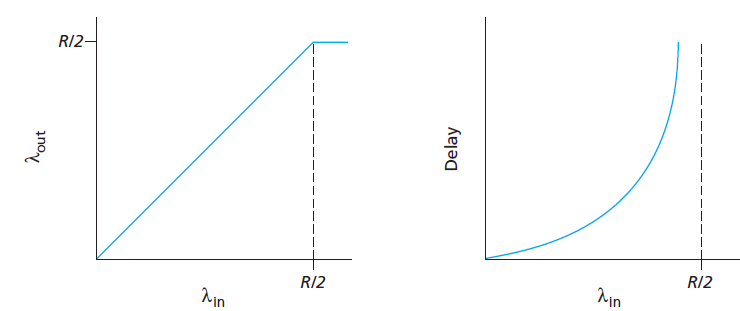 R/2
λout
R/2
λin
Delay
R/2
λin